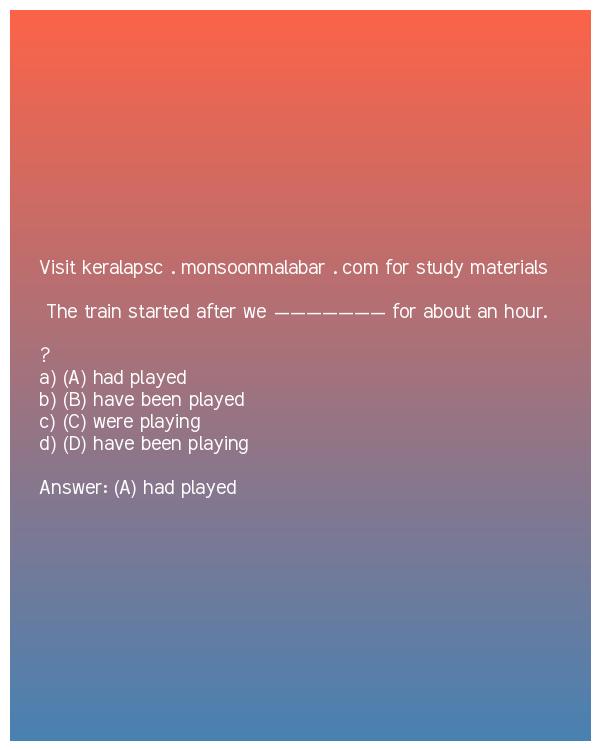 Visit keralapsc . monsoonmalabar . com for study materials
The train started after we ——————— for about an hour.
?
a) (A) had played
b) (B) have been played
c) (C) were playing
d) (D) have been playing
Answer: (A) had played